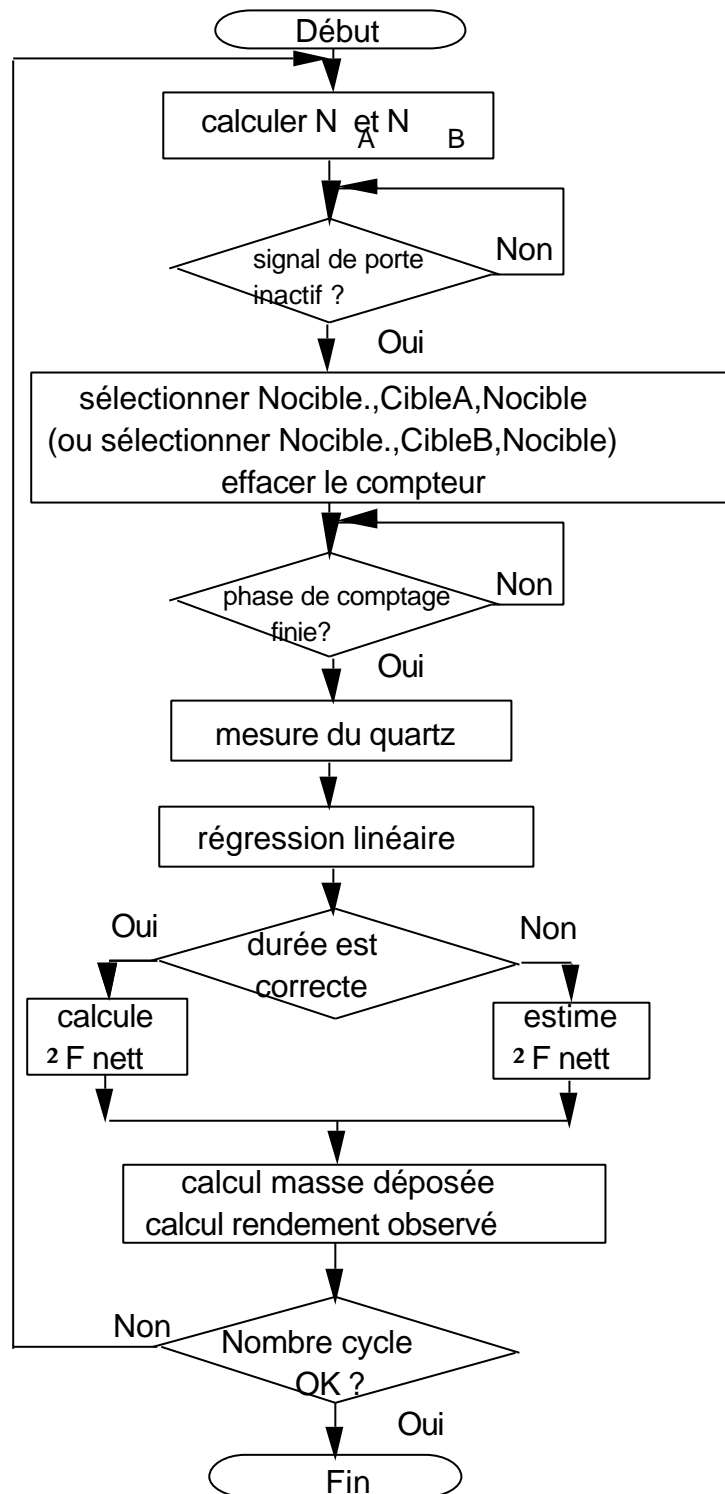 Début
calculer N A et N B
Non
signal de porte
inactif ?
Oui
sélectionner Nocible.,CibleA,Nocible
(ou sélectionner Nocible.,CibleB,Nocible)
effacer le compteur
Non
phase de comptage
finie?
Oui
mesure du quartz
régression linéaire
Oui
Non
durée est
correcte
calcule
² F nett
estime
² F nett
calcul masse déposée
calcul rendement observé
Non
Nombre cycle
OK ?
Oui
Fin